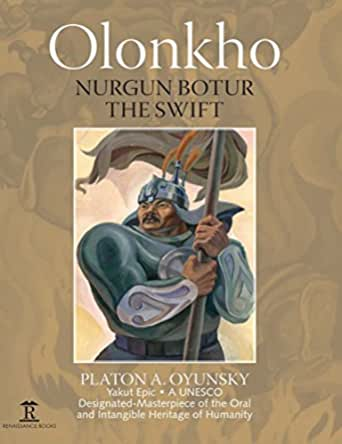 Olonkho
NURGUN BOTUR
THE SWIFT
PLATON A. OYUNSKY
Yakut Epic • A UNESCO
Designated-Masterpiece of the Oral
and Intangible Heritage of Humanity
R
RENAISSANCE BOOKS